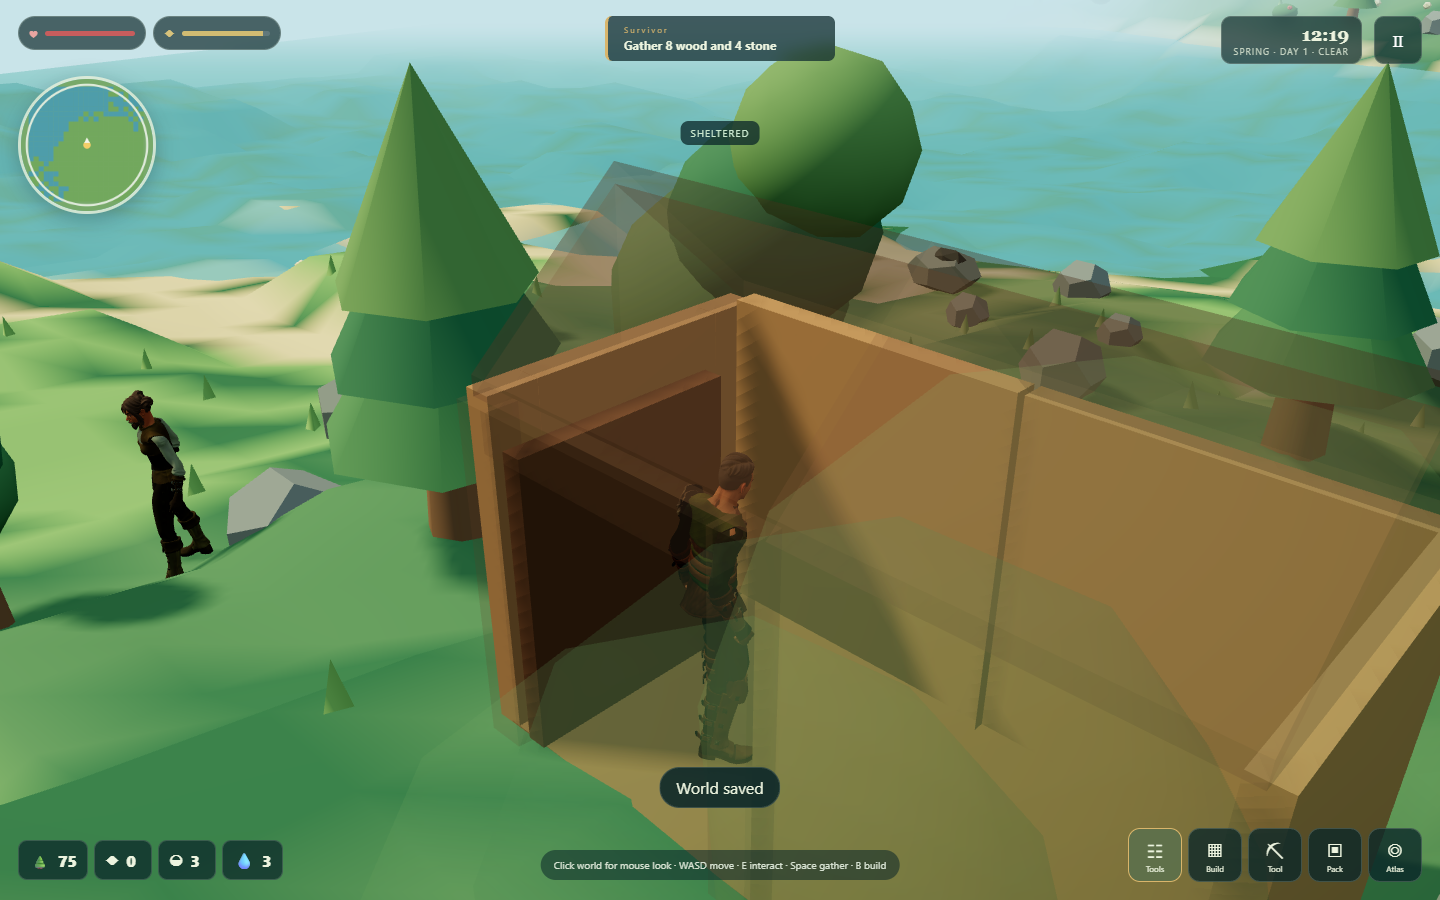 Survivor
Gather 8 wood and 4 stone
12:19
SPRING · DAY 1 · CLEAR
SHELTERED
World saved
75
0
3
3
Click world for mouse look · WASD move · E interact · Space gather · B build
Tools
Build
Tool
Pack
Atlas